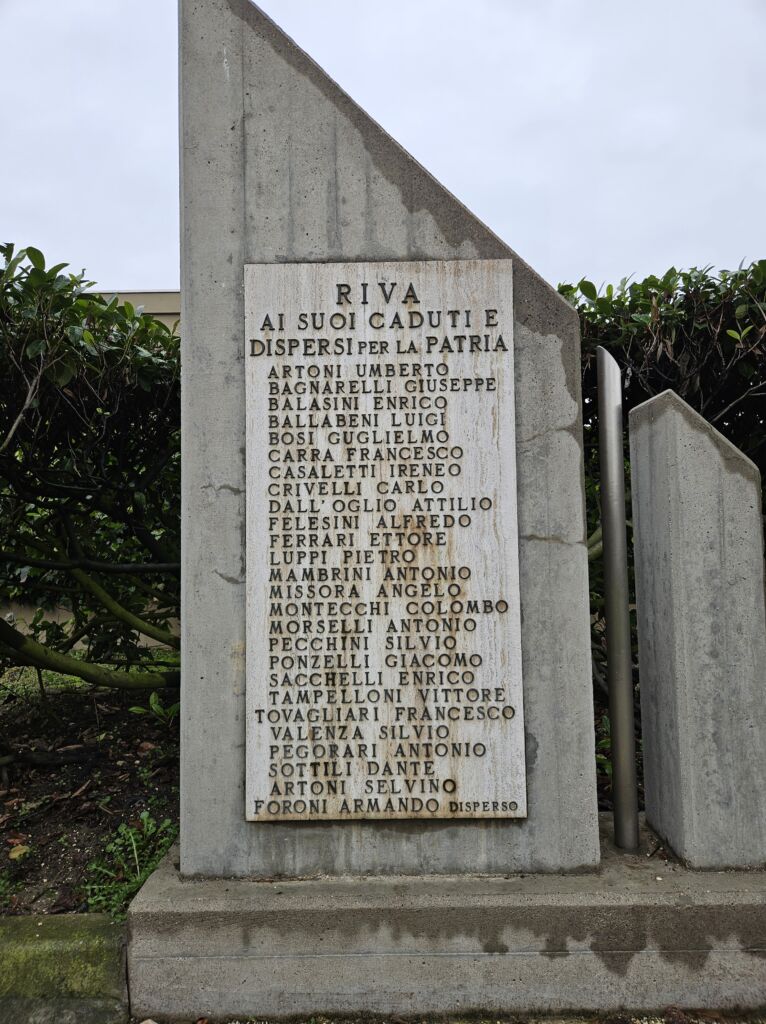 RIVA
AI SUOI CADUTI E
DISPERSI PER LA PATRIA
ARTONI UMBERTO
BAGNARELLI GIUSEPPE
BALASINI ENRICO
BALLABENI LUIGI
BOSI GUGLIELMO
CARRA FRANCESCO
CASALETTI IRENEO
CRIVELLI CARLO
DALL'OGLIO ATTILIO
FELESINI ALFREDO
FERRARI ETTORE
LUPPI PIETRO
MAMBRINI ANTONIO
MISSORA ANGELO
MONTECCHI COLOMBO
MORSELLI ANTONIO
PECCHINI SILVIO
PONZELLI GIACOMO
SACCHELLI ENRICO
TAMPELLONI VITTORE
TOVAGLIARI FRANCESCO
VALENZA SILVIO
PEGORARI ANTONIO
SOTTILI DANTE
ARTONI SELVINO
FORONI ARMANDO DISPERSO